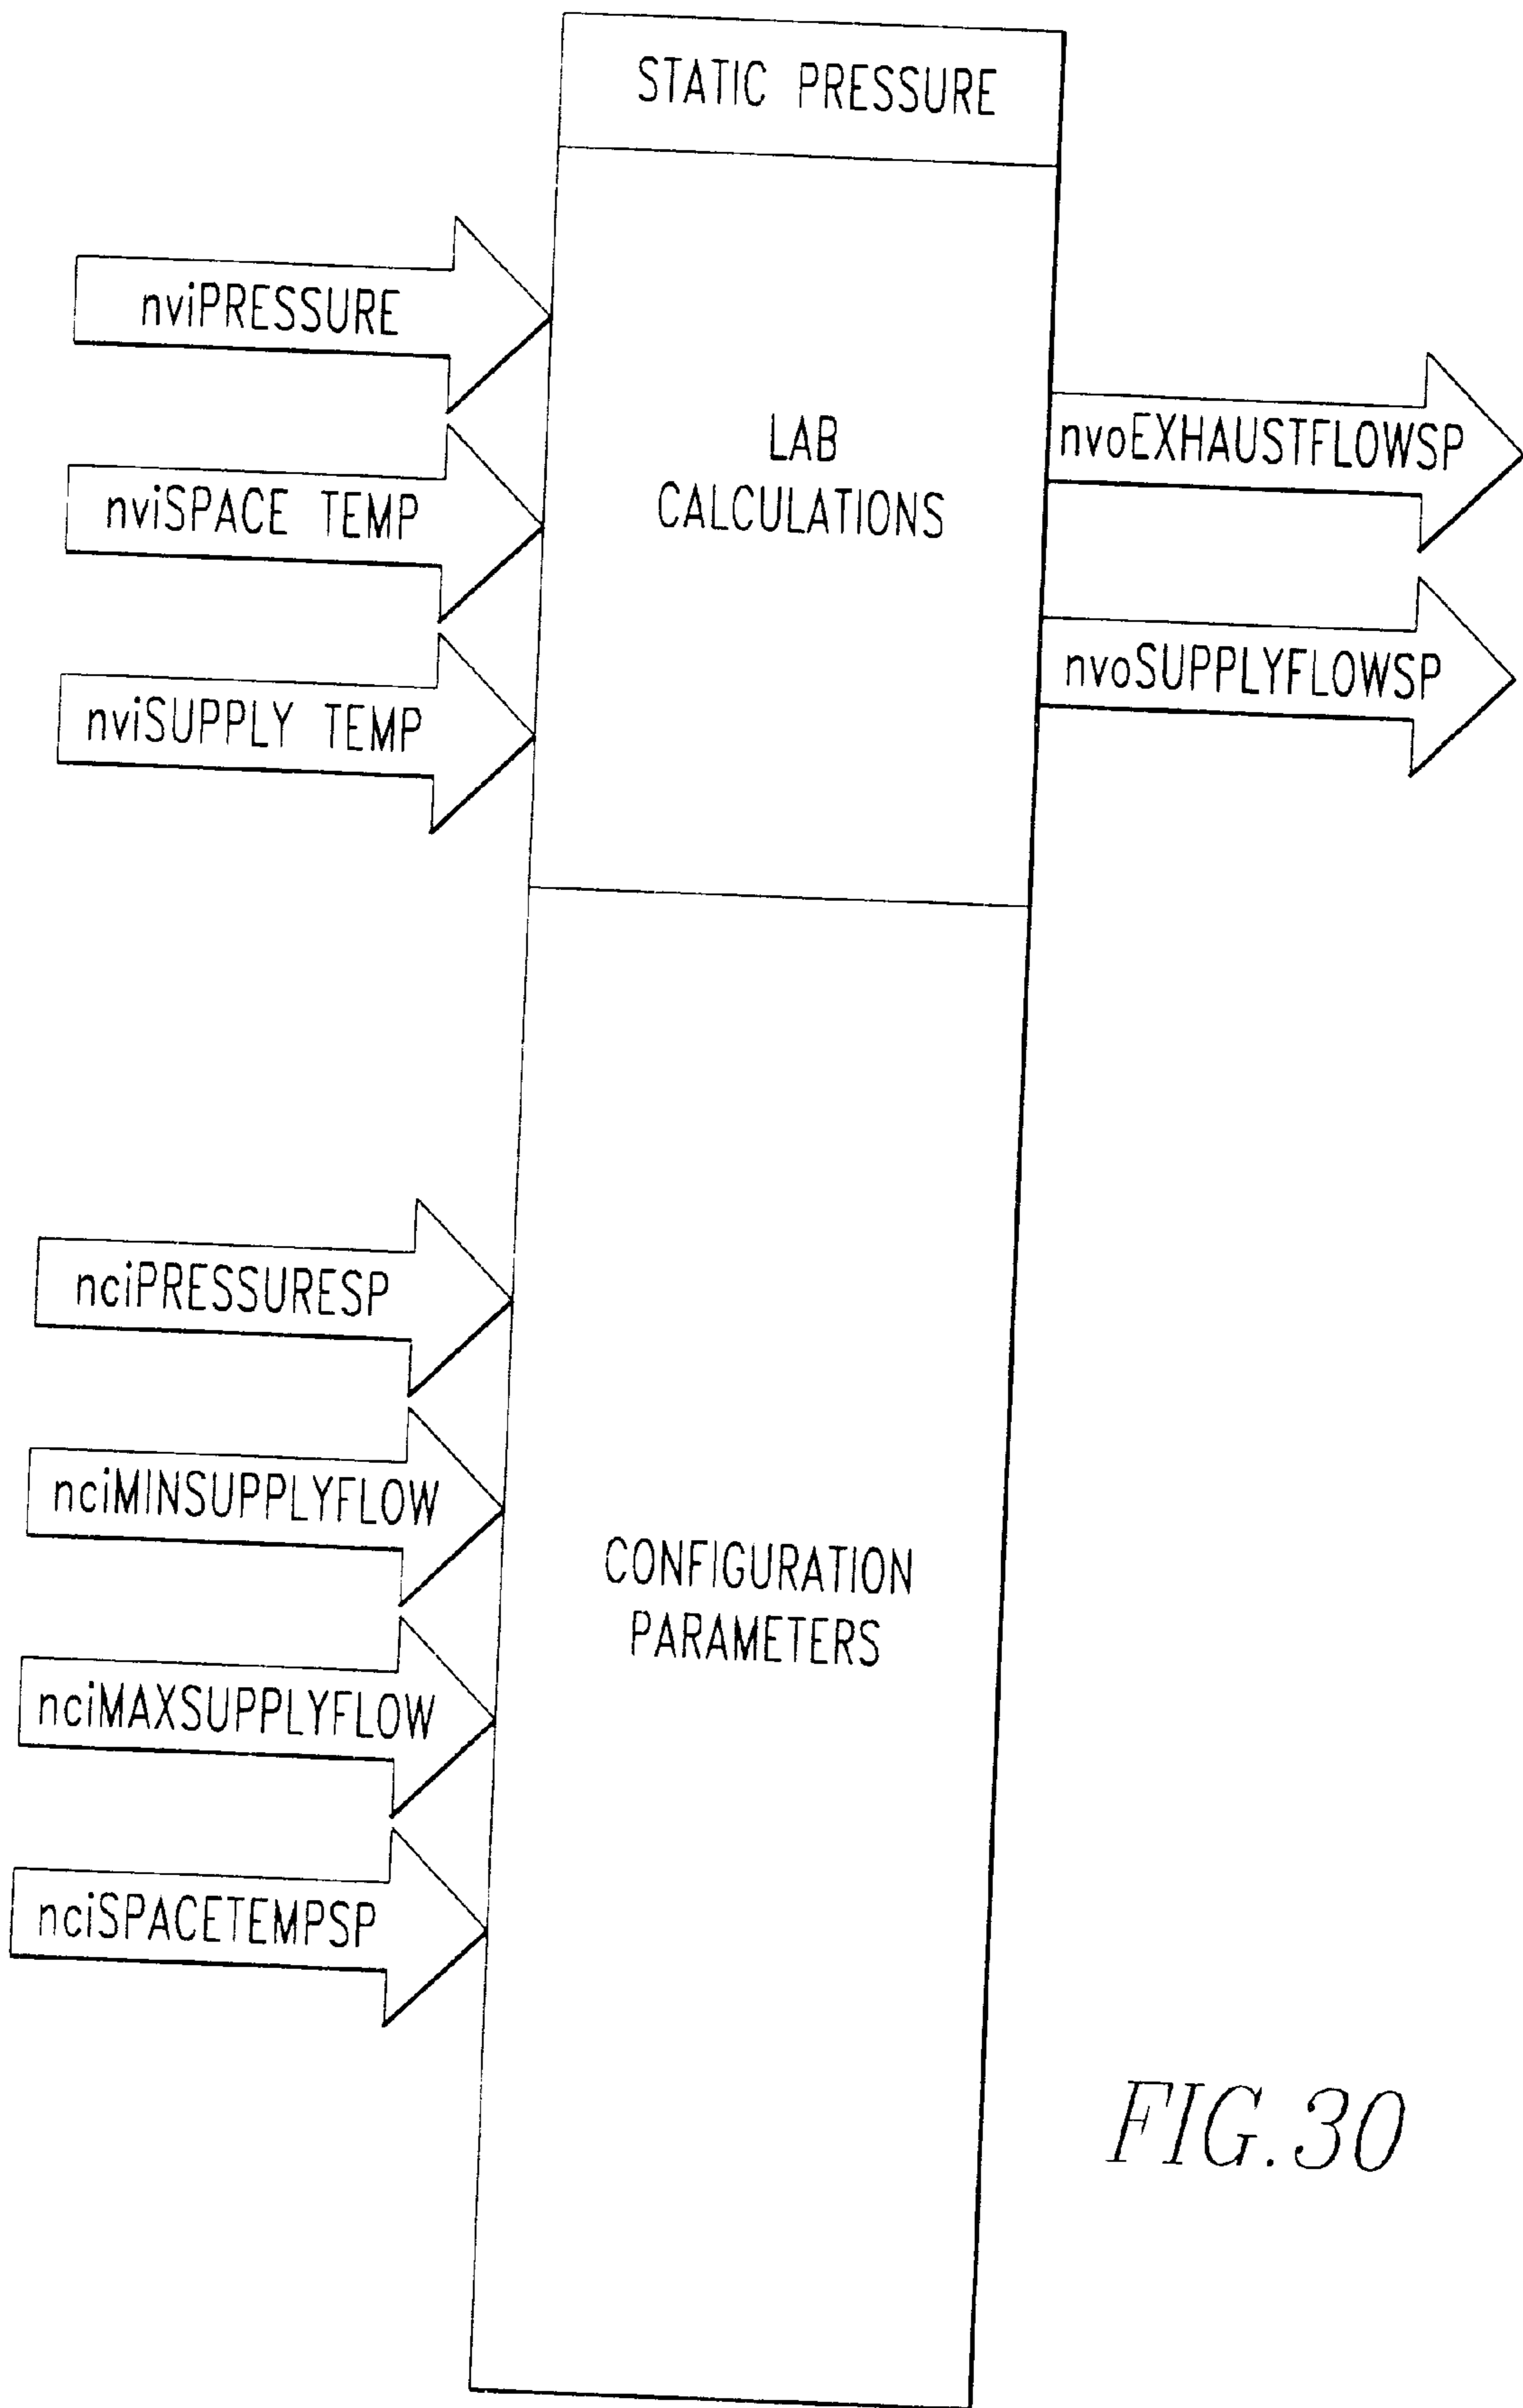 STATIC PRESSURE
nviPRESSURE
nviSPACE TEMP
nviSUPPLY TEMP
LAB
CALCULATIONS
nvoEXHAUSTFLOWSP
nvoSUPPLYFLOWSP
nciPRESSURESP
nciMINSUPPLYFLOW
nciMAXSUPPLYFLOW
nciSPACETEMPSP
CONFIGURATION
PARAMETERS
FIG. 30